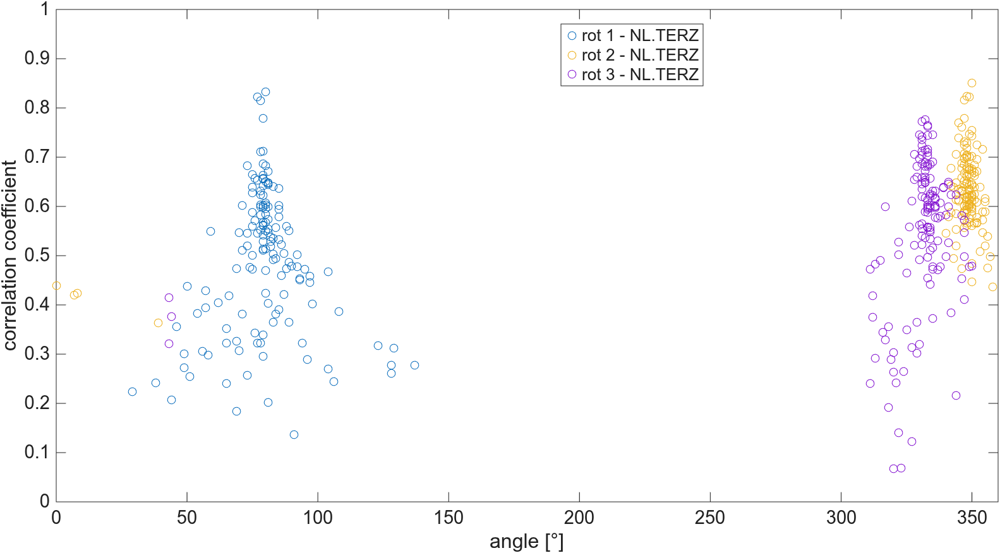 1
0.9
0.8
0.7
0.6
0.5
0.4
0.3
0.2
0.1
0
correlation coefficient
rot 1 - NL.TERZ
rot 2 - NL.TERZ
rot 3 - NL.TERZ
0 50 100 150 200 250 300 350
angle [°]